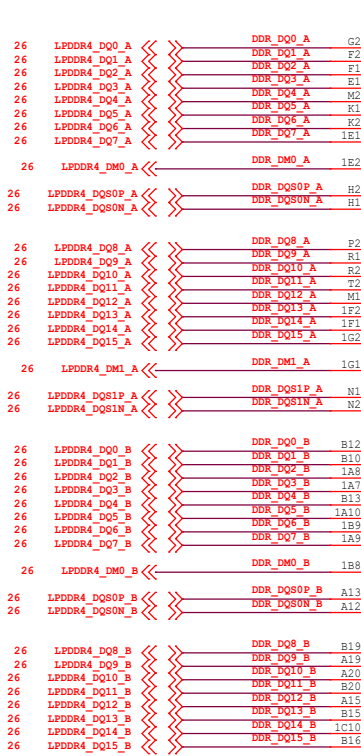 26 LPDDR4_DQ0_A DDR_DQ0_A G2
26 LPDDR4_DQ1_A DDR_DQ1_A F2
26 LPDDR4_DQ2_A DDR_DQ2_A F1
26 LPDDR4_DQ3_A DDR_DQ3_A E1
26 LPDDR4_DQ4_A DDR_DQ4_A M2
26 LPDDR4_DQ5_A DDR_DQ5_A K1
26 LPDDR4_DQ6_A DDR_DQ6_A K2
26 LPDDR4_DQ7_A DDR_DQ7_A 1E1
26 LPDDR4_DM0_A DDR_DM0_A 1E2
26 LPDDR4_DQS0P_A DDR_DQS0P_A H2
26 LPDDR4_DQS0N_A DDR_DQS0N_A H1
26 LPDDR4_DQ8_A DDR_DQ8_A P2
26 LPDDR4_DQ9_A DDR_DQ9_A R1
26 LPDDR4_DQ10_A DDR_DQ10_A R2
26 LPDDR4_DQ11_A DDR_DQ11_A T2
26 LPDDR4_DQ12_A DDR_DQ12_A M1
26 LPDDR4_DQ13_A DDR_DQ13_A 1F2
26 LPDDR4_DQ14_A DDR_DQ14_A 1F1
26 LPDDR4_DQ15_A DDR_DQ15_A 1G2
26 LPDDR4_DM1_A DDR_DM1_A 1G1
26 LPDDR4_DQS1P_A DDR_DQS1P_A N1
26 LPDDR4_DQS1N_A DDR_DQS1N_A N2
26 LPDDR4_DQ0_B DDR_DQ0_B B12
26 LPDDR4_DQ1_B DDR_DQ1_B B10
26 LPDDR4_DQ2_B DDR_DQ2_B 1A8
26 LPDDR4_DQ3_B DDR_DQ3_B 1A7
26 LPDDR4_DQ4_B DDR_DQ4_B B13
26 LPDDR4_DQ5_B DDR_DQ5_B 1A10
26 LPDDR4_DQ6_B DDR_DQ6_B 1B9
26 LPDDR4_DQ7_B DDR_DQ7_B 1A9
26 LPDDR4_DM0_B DDR_DM0_B 1B8
26 LPDDR4_DQS0P_B DDR_DQS0P_B A13
26 LPDDR4_DQS0N_B DDR_DQS0N_B A12
26 LPDDR4_DQ8_B DDR_DQ8_B B19
26 LPDDR4_DQ9_B DDR_DQ9_B A19
26 LPDDR4_DQ10_B DDR_DQ10_B A20
26 LPDDR4_DQ11_B DDR_DQ11_B B20
26 LPDDR4_DQ12_B DDR_DQ12_B A15
26 LPDDR4_DQ13_B DDR_DQ13_B B15
26 LPDDR4_DQ14_B DDR_DQ14_B 1C10
26 LPDDR4_DQ15_B DDR_DQ15_B B16